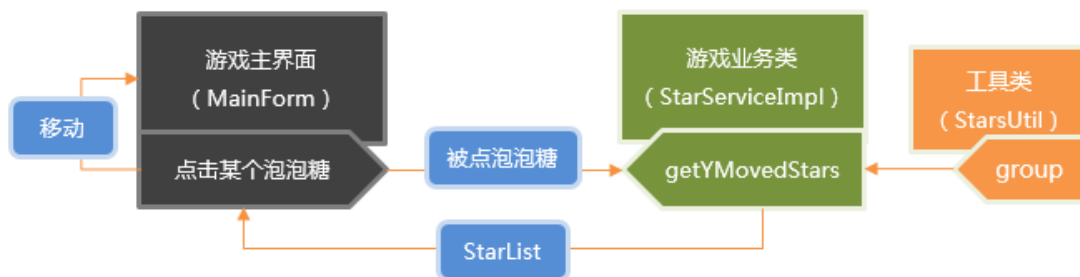 游戏主界面
（MainForm）
游戏业务类
（StarServiceImpl）
工具类
（StarsUtil）
移动
点击某个泡泡糖
被点泡泡糖
getYMovedStars
group
StarList